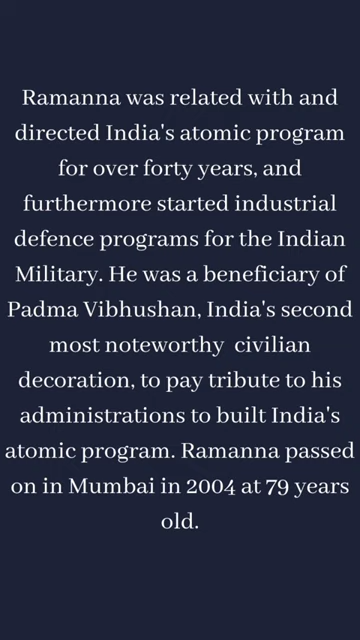 Ramanna was related with and
directed India's atomic program
for over forty years, and
furthermore started industrial
defence programs for the Indian
Military. He was a beneficiary of
Padma Vibhushan, India's second
most noteworthy civilian
decoration, to pay tribute to his
administrations to built India's
atomic program. Ramanna passed
on in Mumbai in 2004 at 79 years
old.